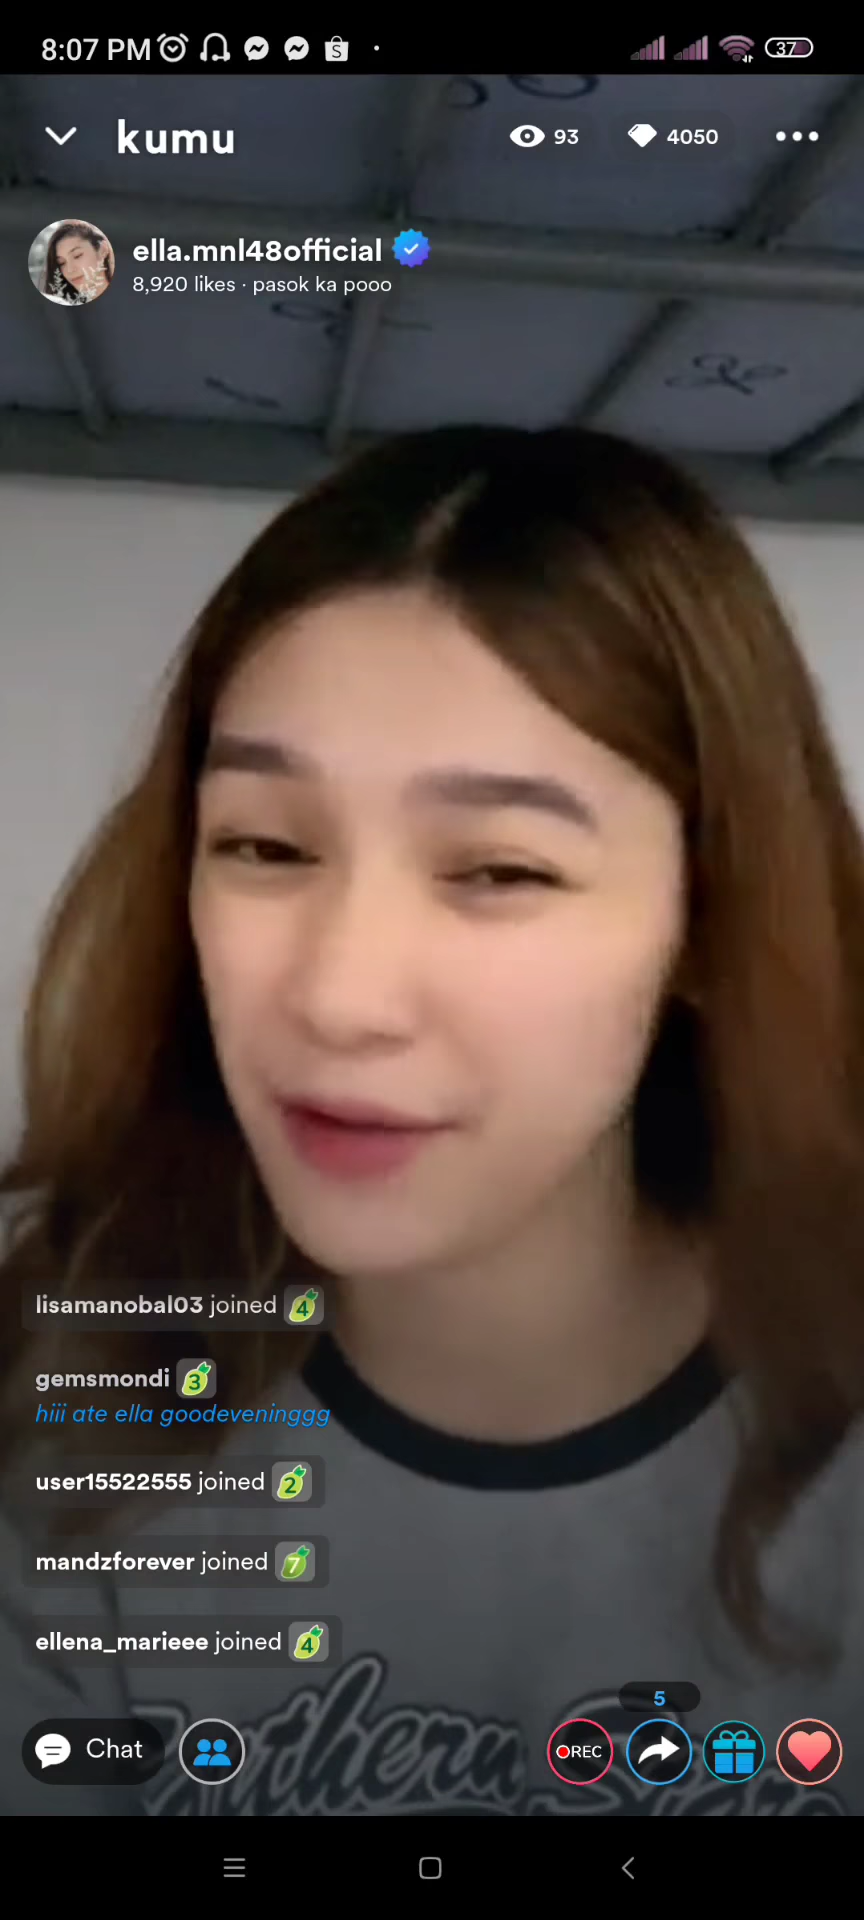 8:07 PM
37
kumu
93
4050
ella.mnl48official
8,920 likes · pasok ka pooo
lisamanobal03 joined 4
gemsmondi 3
hiii ate ella goodeveninggg
user15522555 joined 2
mandzforever joined 7
ellena_marieee joined 4
5
Chat
REC